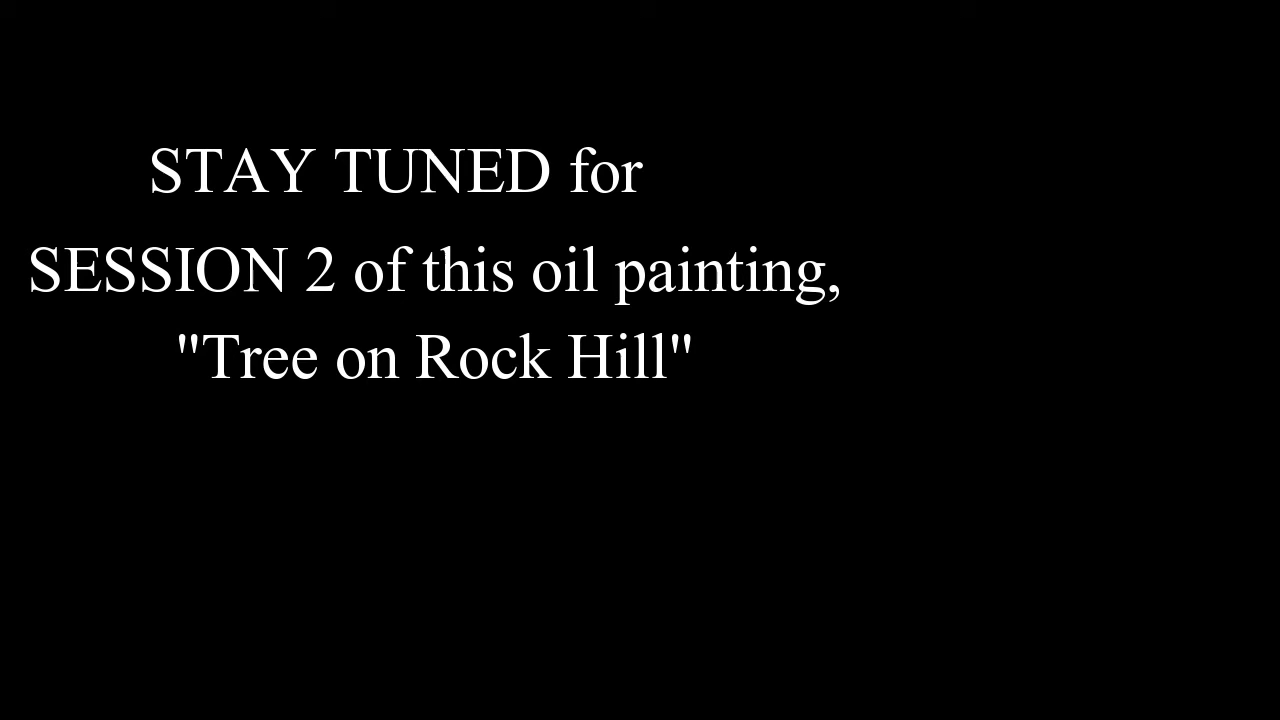 STAY TUNED for
SESSION 2 of this oil painting,
"Tree on Rock Hill"